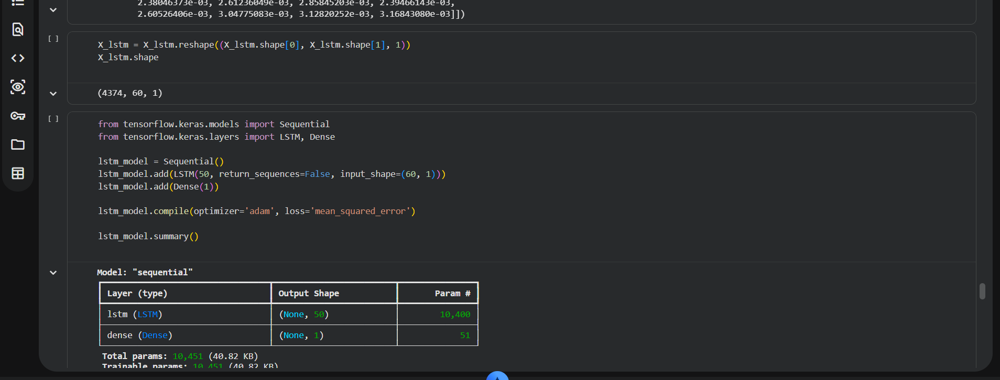 2.38046373e-03, 2.61236049e-03, 2.85845203e-03, 2.39466143e-03,
2.60526406e-03, 3.04775083e-03, 3.12820252e-03, 3.16843080e-03]])
[ ]
X_lstm = X_lstm.reshape((X_lstm.shape[0], X_lstm.shape[1], 1))
X_lstm.shape
(4374, 60, 1)
[ ]
from tensorflow.keras.models import Sequential
from tensorflow.keras.layers import LSTM, Dense
lstm_model = Sequential()
lstm_model.add(LSTM(50, return_sequences=False, input_shape=(60, 1)))
lstm_model.add(Dense(1))
lstm_model.compile(optimizer='adam', loss='mean_squared_error')
lstm_model.summary()
Model: "sequential"
Layer (type) Output Shape Param #
lstm (LSTM) (None, 50) 10,400
dense (Dense) (None, 1) 51
Total params: 10,451 (40.82 KB)
Trainable params: 10,451 (40.82 KB)